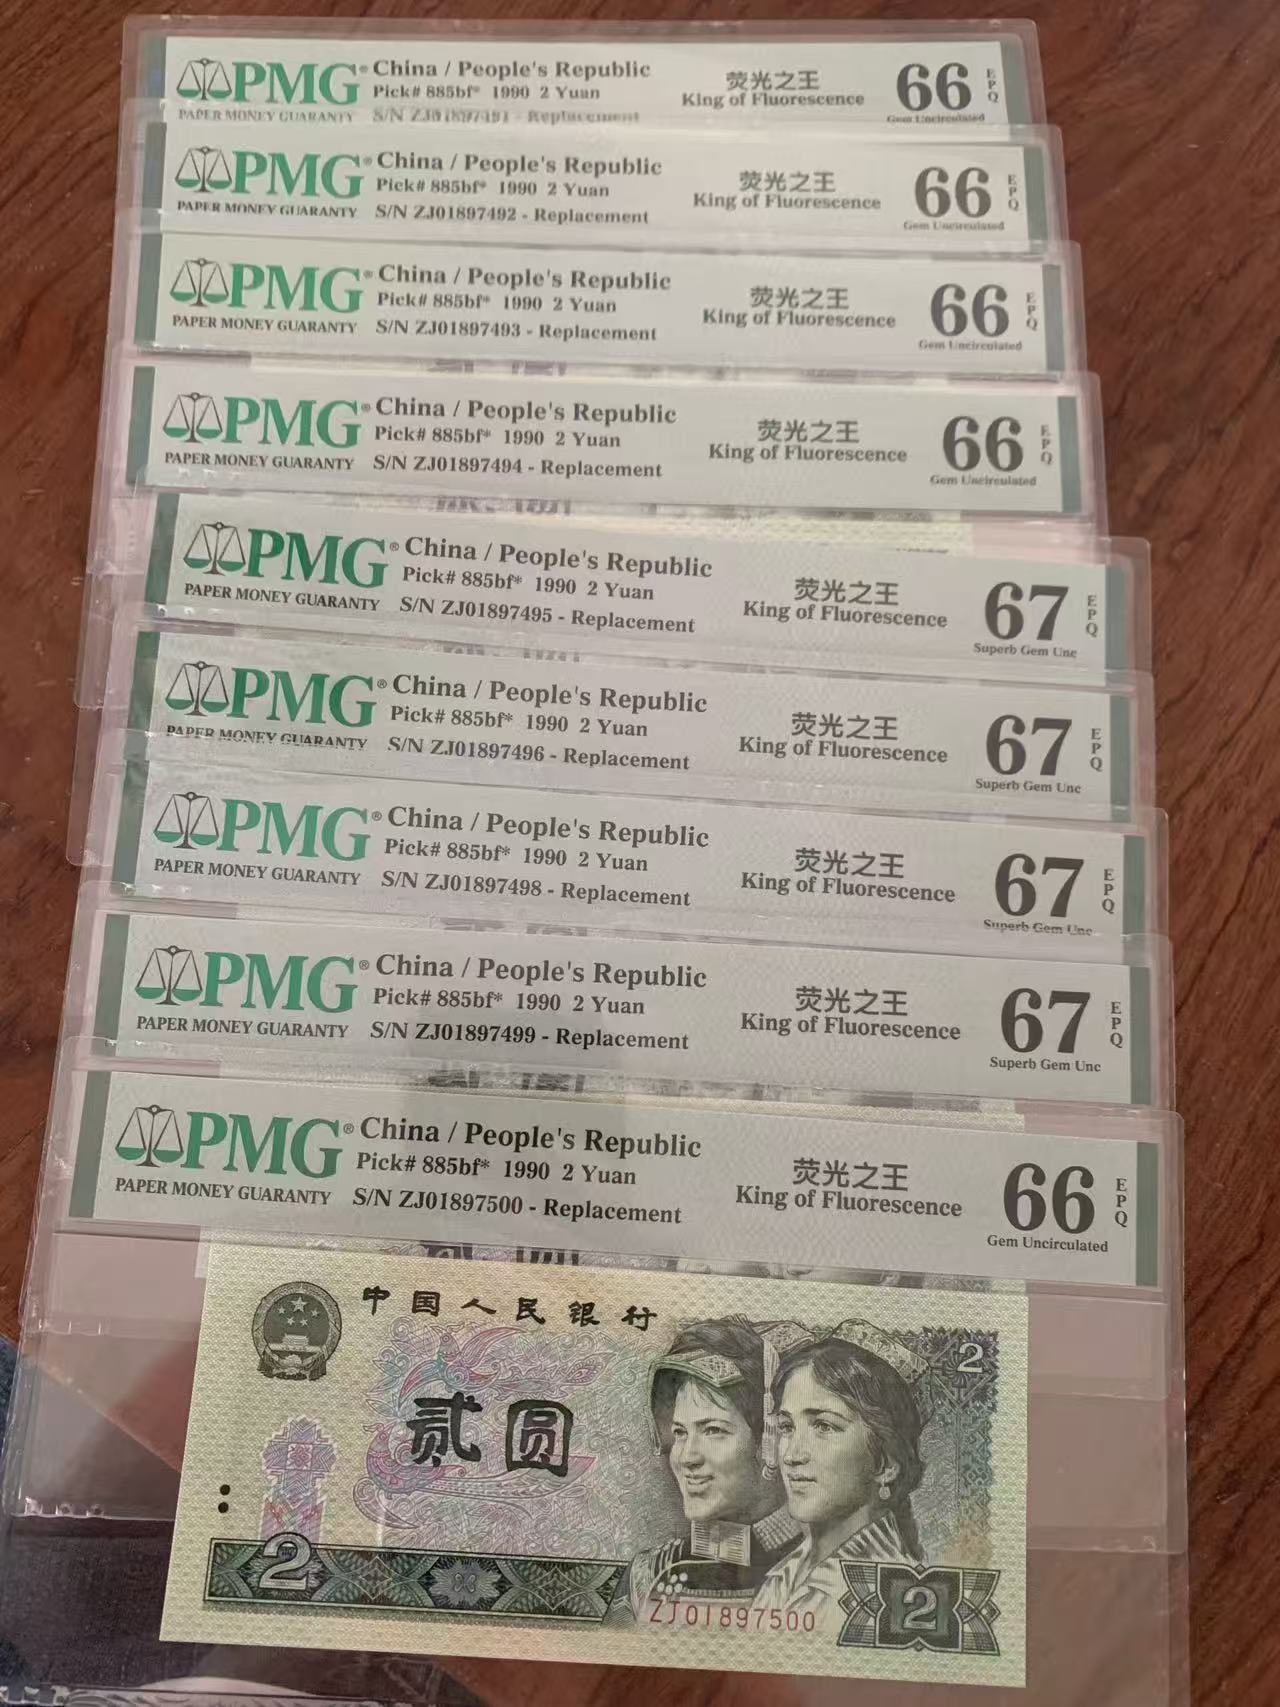 PMG® China / People's Republic 荧光之王 66 EPQ
Pick# 885bf* 1990 2 Yuan King of Fluorescence
PAPER MONEY GUARANTY S/N ZJ01897491 - Replacement Gem Uncirculated
PMG® China / People's Republic 荧光之王 66 EPQ
Pick# 885bf* 1990 2 Yuan King of Fluorescence
PAPER MONEY GUARANTY S/N ZJ01897492 - Replacement Gem Uncirculated
PMG® China / People's Republic 荧光之王 66 EPQ
Pick# 885bf* 1990 2 Yuan King of Fluorescence
PAPER MONEY GUARANTY S/N ZJ01897493 - Replacement Gem Uncirculated
PMG® China / People's Republic 荧光之王 66 EPQ
Pick# 885bf* 1990 2 Yuan King of Fluorescence
PAPER MONEY GUARANTY S/N ZJ01897494 - Replacement Gem Uncirculated
PMG® China / People's Republic 荧光之王 67 EPQ
Pick# 885bf* 1990 2 Yuan King of Fluorescence
PAPER MONEY GUARANTY S/N ZJ01897495 - Replacement Superb Gem Unc
PMG® China / People's Republic 荧光之王 67 EPQ
Pick# 885bf* 1990 2 Yuan King of Fluorescence
PAPER MONEY GUARANTY S/N ZJ01897496 - Replacement Superb Gem Unc
PMG® China / People's Republic 荧光之王 67 EPQ
Pick# 885bf* 1990 2 Yuan King of Fluorescence
PAPER MONEY GUARANTY S/N ZJ01897498 - Replacement Superb Gem Unc
PMG® China / People's Republic 荧光之王 67 EPQ
Pick# 885bf* 1990 2 Yuan King of Fluorescence
PAPER MONEY GUARANTY S/N ZJ01897499 - Replacement Superb Gem Unc
PMG® China / People's Republic 荧光之王 66 EPQ
Pick# 885bf* 1990 2 Yuan King of Fluorescence
PAPER MONEY GUARANTY S/N ZJ01897500 - Replacement Gem Uncirculated
中国人民银行
2
贰圆
2
ZJ01897500
2